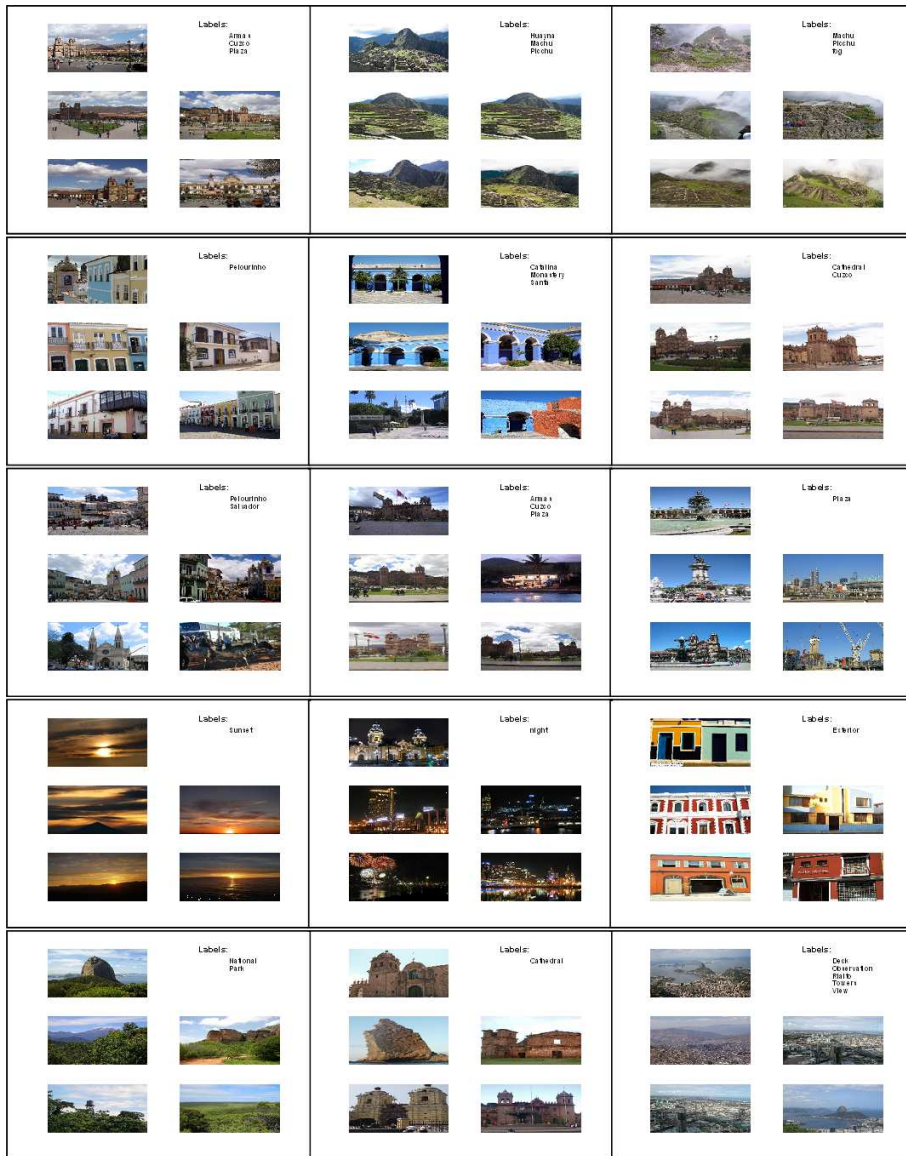 Labels:
Armas
Cuzco
Plaza
Labels:
Huayna
Machu
Picchu
Labels:
Machu
Picchu
fog
Labels:
Pelourinho
Labels:
Catalina
Monastery
Santa
Labels:
Cathedral
Cuzco
Labels:
Pelourinho
Salvador
Labels:
Armas
Cuzco
Plaza
Labels:
Plaza
Labels:
Sunset
Labels:
night
Labels:
Exterior
Labels:
National
Park
Labels:
Cathedral
Labels:
Deck
Observation
Rialto
Towers
View